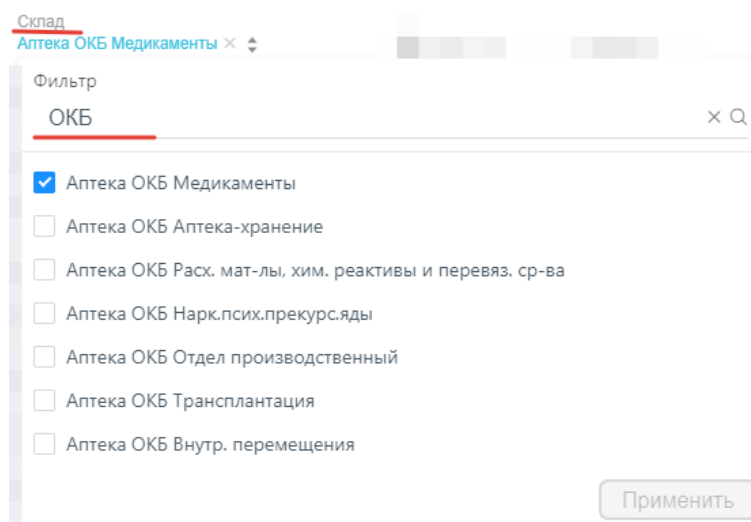 Склад
Аптека ОКБ Медикаменты
Фильтр
ОКБ
Аптека ОКБ Медикаменты
Аптека ОКБ Аптека-хранение
Аптека ОКБ Расх. мат-лы, хим. реактивы и перевяз. ср-ва
Аптека ОКБ Нарк.псих.прекурс.яды
Аптека ОКБ Отдел производственный
Аптека ОКБ Трансплантация
Аптека ОКБ Внутр. перемещения
Применить